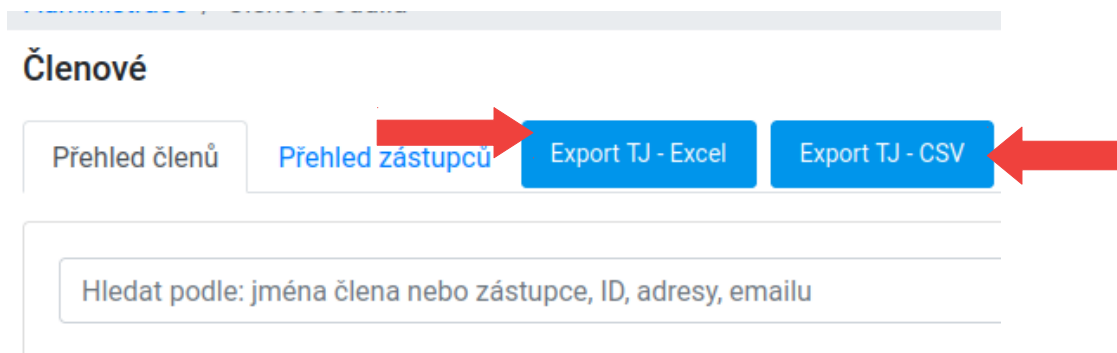 Členové
Přehled členů Přehled zástupců Export TJ - Excel Export TJ - CSV
Hledat podle: jména člena nebo zástupce, ID, adresy, emailu